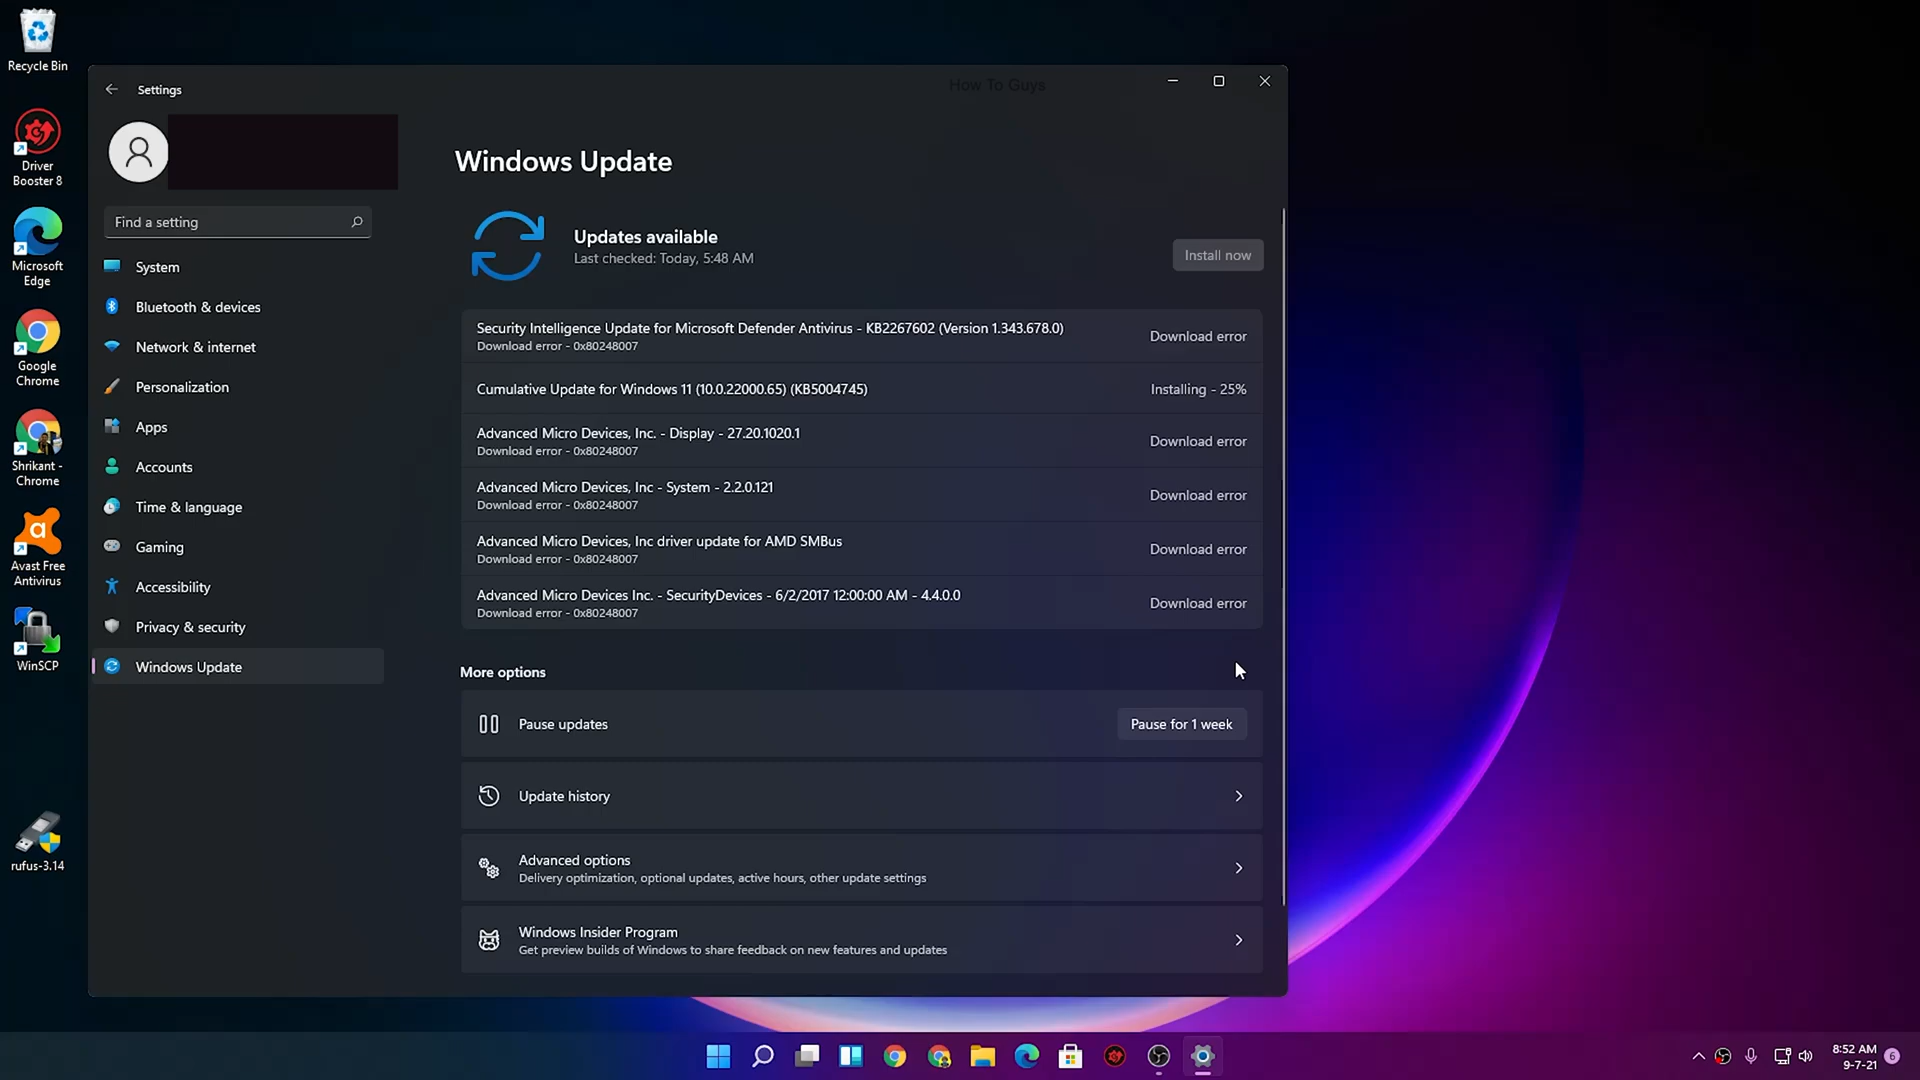 Recycle Bin
Driver
Booster 8
Microsoft
Edge
Google
Chrome
Shrikant -
Chrome
Avast Free
Antivirus
WinSCP
rufus-3.14
Settings
How To Guys
Find a setting
System
Bluetooth & devices
Network & internet
Personalization
Apps
Accounts
Time & language
Gaming
Accessibility
Privacy & security
Windows Update
Windows Update
Updates available
Last checked: Today, 5:48 AM
Install now
Security Intelligence Update for Microsoft Defender Antivirus - KB2267602 (Version 1.343.678.0)
Download error - 0x80248007
Download error
Cumulative Update for Windows 11 (10.0.22000.65) (KB5004745)
Installing - 25%
Advanced Micro Devices, Inc. - Display - 27.20.1020.1
Download error - 0x80248007
Download error
Advanced Micro Devices, Inc - System - 2.2.0.121
Download error - 0x80248007
Download error
Advanced Micro Devices, Inc driver update for AMD SMBus
Download error - 0x80248007
Download error
Advanced Micro Devices Inc. - SecurityDevices - 6/2/2017 12:00:00 AM - 4.4.0.0
Download error - 0x80248007
Download error
More options
Pause updates
Pause for 1 week
Update history
Advanced options
Delivery optimization, optional updates, active hours, other update settings
Windows Insider Program
Get preview builds of Windows to share feedback on new features and updates
8:52 AM
9-7-21
6